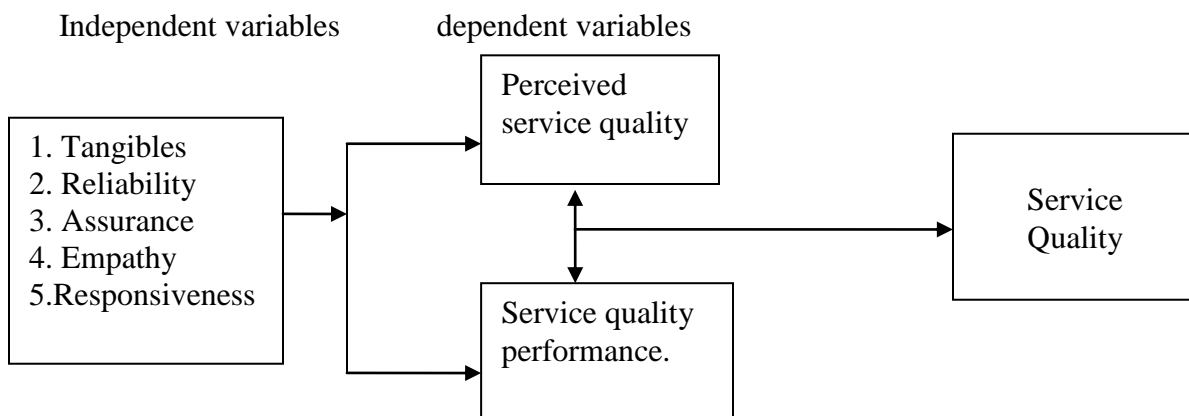 Independent variables
dependent variables
1. Tangibles
2. Reliability
3. Assurance
4. Empathy
5.Responsiveness
Perceived
service quality
Service quality
performance.
Service
Quality